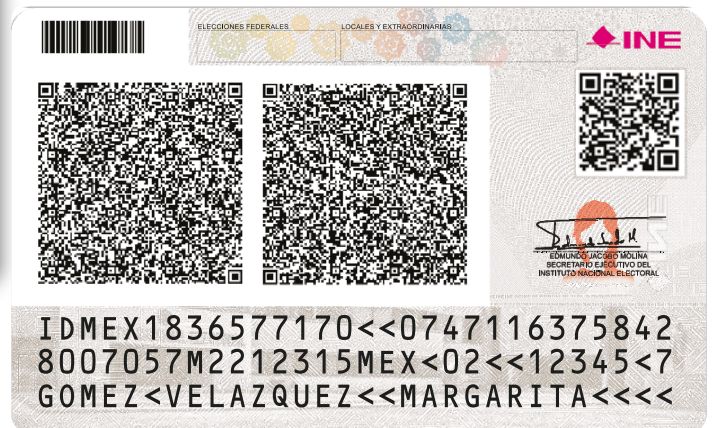 ELECCIONES FEDERALES
LOCALES Y EXTRAORDINARIAS
INE
EDMUNDO JACOBO MOLINA
SECRETARIO EJECUTIVO DEL
INSTITUTO NACIONAL ELECTORAL
IDMEX1836577170<<0747116375842
8007057M2212315MEX<02<<12345<7
GOMEZ<VELAZQUEZ<<MARGARITA<<<<